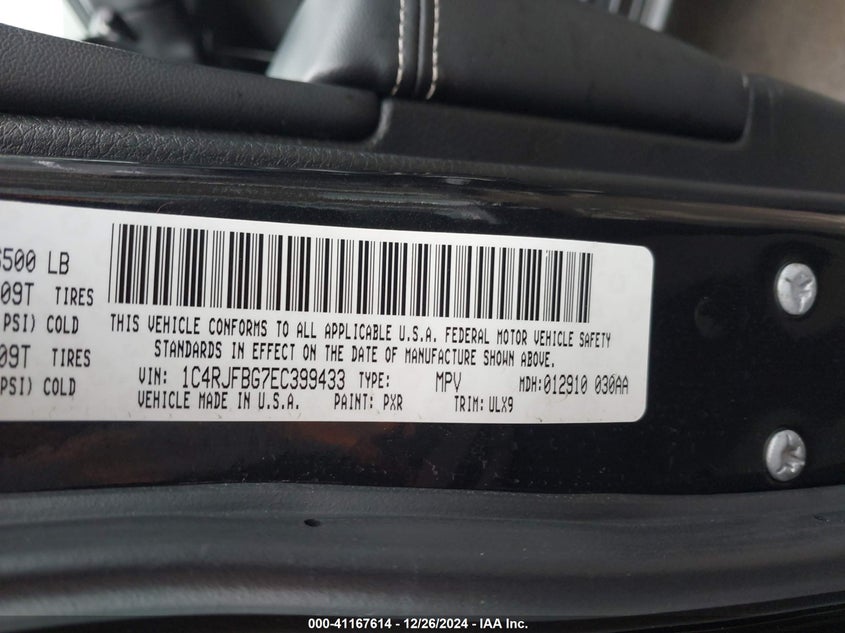 6500 LB
09T TIRES
PSI) COLD
09T TIRES
PSI) COLD
THIS VEHICLE CONFORMS TO ALL APPLICABLE U.S.A. FEDERAL MOTOR VEHICLE SAFETY
STANDARDS IN EFFECT ON THE DATE OF MANUFACTURE SHOWN ABOVE.
VIN: 1C4RJFBG7EC399433 TYPE: MPV MDH:012910 030AA
VEHICLE MADE IN U.S.A. PAINT: PXR TRIM: ULX9
000-41167614 - 12/26/2024 - IAA Inc.